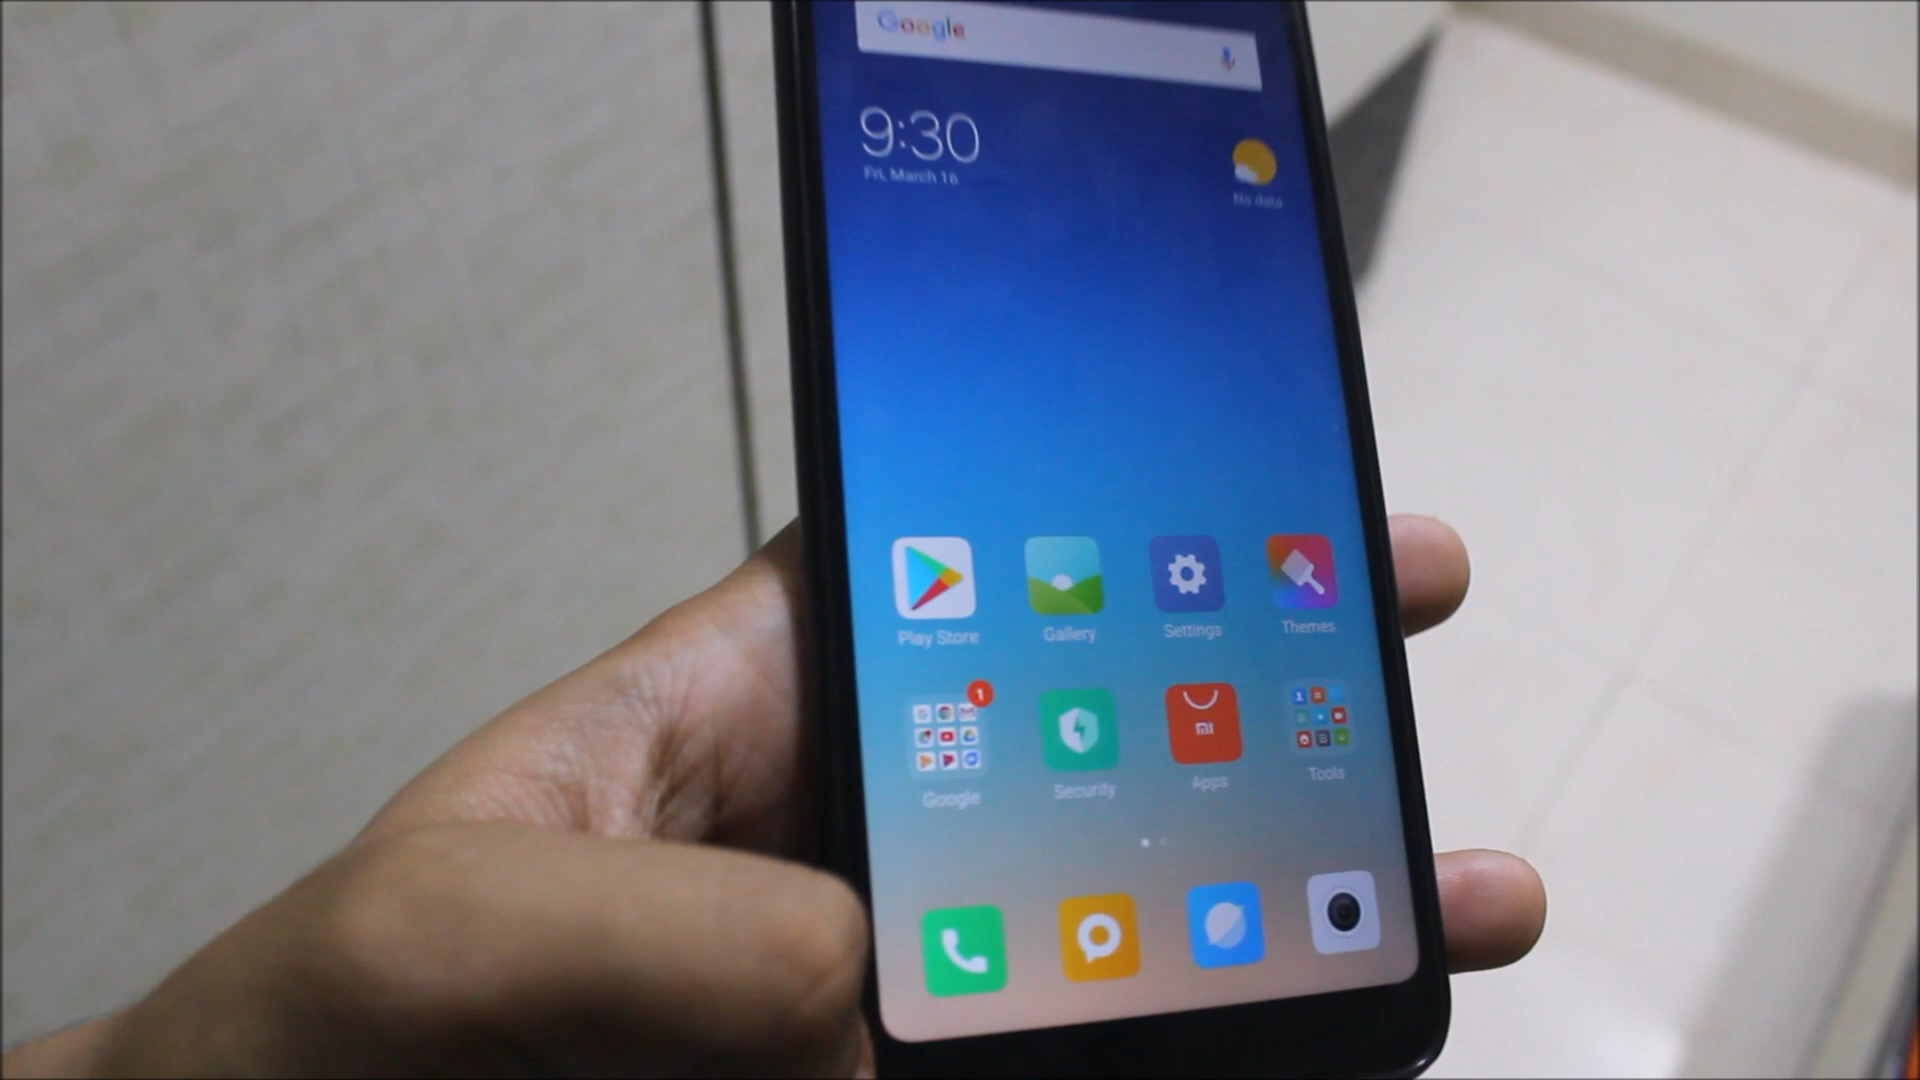 Google
9:30
Fri, March 16
No data
Play Store
Gallery
Settings
Themes
1
Google
Security
mi
Apps
Tools